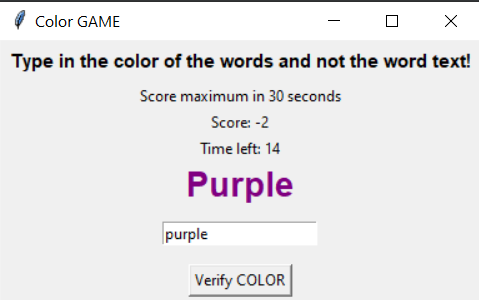 Color GAME
Type in the color of the words and not the word text!
Score maximum in 30 seconds
Score: -2
Time left: 14
Purple
purple
Verify COLOR